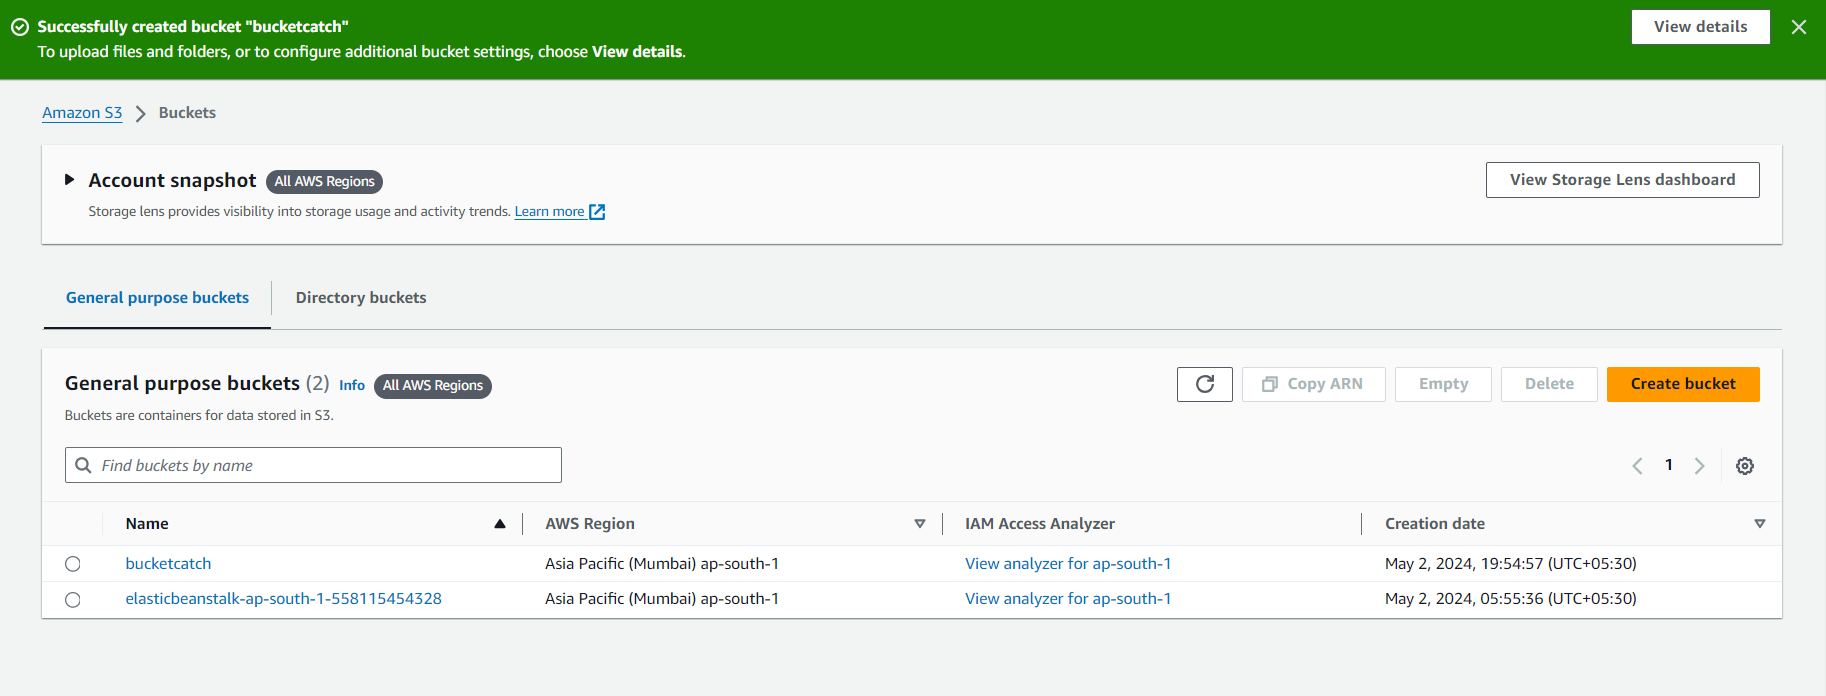 Successfully created bucket "bucketcatch"
To upload files and folders, or to configure additional bucket settings, choose View details.
View details
Amazon S3 Buckets
Account snapshot All AWS Regions
Storage lens provides visibility into storage usage and activity trends. Learn more
View Storage Lens dashboard
General purpose buckets Directory buckets
General purpose buckets (2) Info All AWS Regions
Buckets are containers for data stored in S3.
Copy ARN Empty Delete Create bucket
Find buckets by name
1
Name AWS Region IAM Access Analyzer Creation date
bucketcatch Asia Pacific (Mumbai) ap-south-1 View analyzer for ap-south-1 May 2, 2024, 19:54:57 (UTC+05:30)
elasticbeanstalk-ap-south-1-558115454328 Asia Pacific (Mumbai) ap-south-1 View analyzer for ap-south-1 May 2, 2024, 05:55:36 (UTC+05:30)